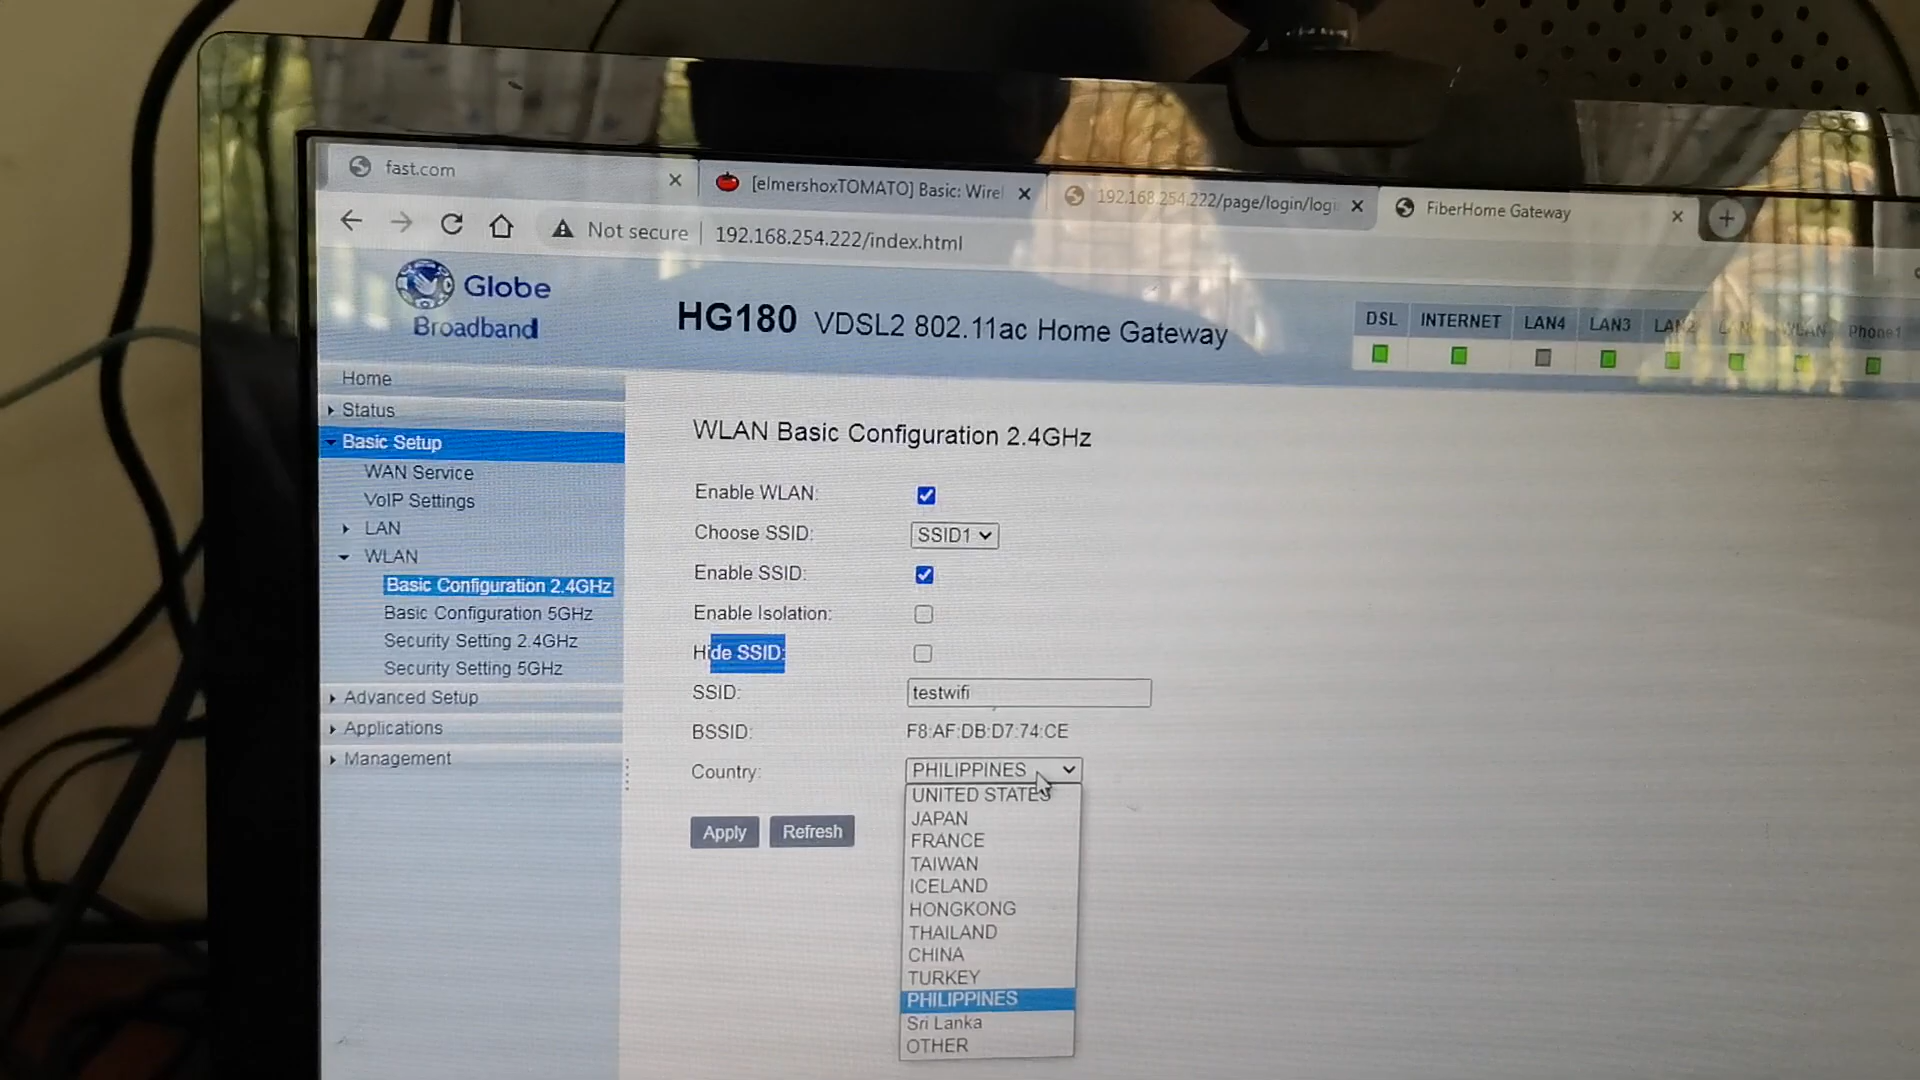 fast.com
[elmershoxTOMATO] Basic: Wirel
192.168.254.222/page/login/logi
FiberHome Gateway
Not secure
192.168.254.222/index.html
Globe
Broadband
HG180 VDSL2 802.11ac Home Gateway
DSL INTERNET LAN4 LAN3 LAN2 WLAN Phone1
Home
Status
Basic Setup
WAN Service
VoIP Settings
LAN
WLAN
Basic Configuration 2.4GHz
Basic Configuration 5GHz
Security Setting 2.4GHz
Security Setting 5GHz
Advanced Setup
Applications
Management
WLAN Basic Configuration 2.4GHz
Enable WLAN:
Choose SSID: SSID1
Enable SSID:
Enable Isolation:
Hide SSID:
SSID: testwifi
BSSID: F8:AF:DB:D7:74:CE
Country: PHILIPPINES
UNITED STATES
JAPAN
FRANCE
TAIWAN
ICELAND
HONGKONG
THAILAND
CHINA
TURKEY
PHILIPPINES
Sri Lanka
OTHER
Apply Refresh